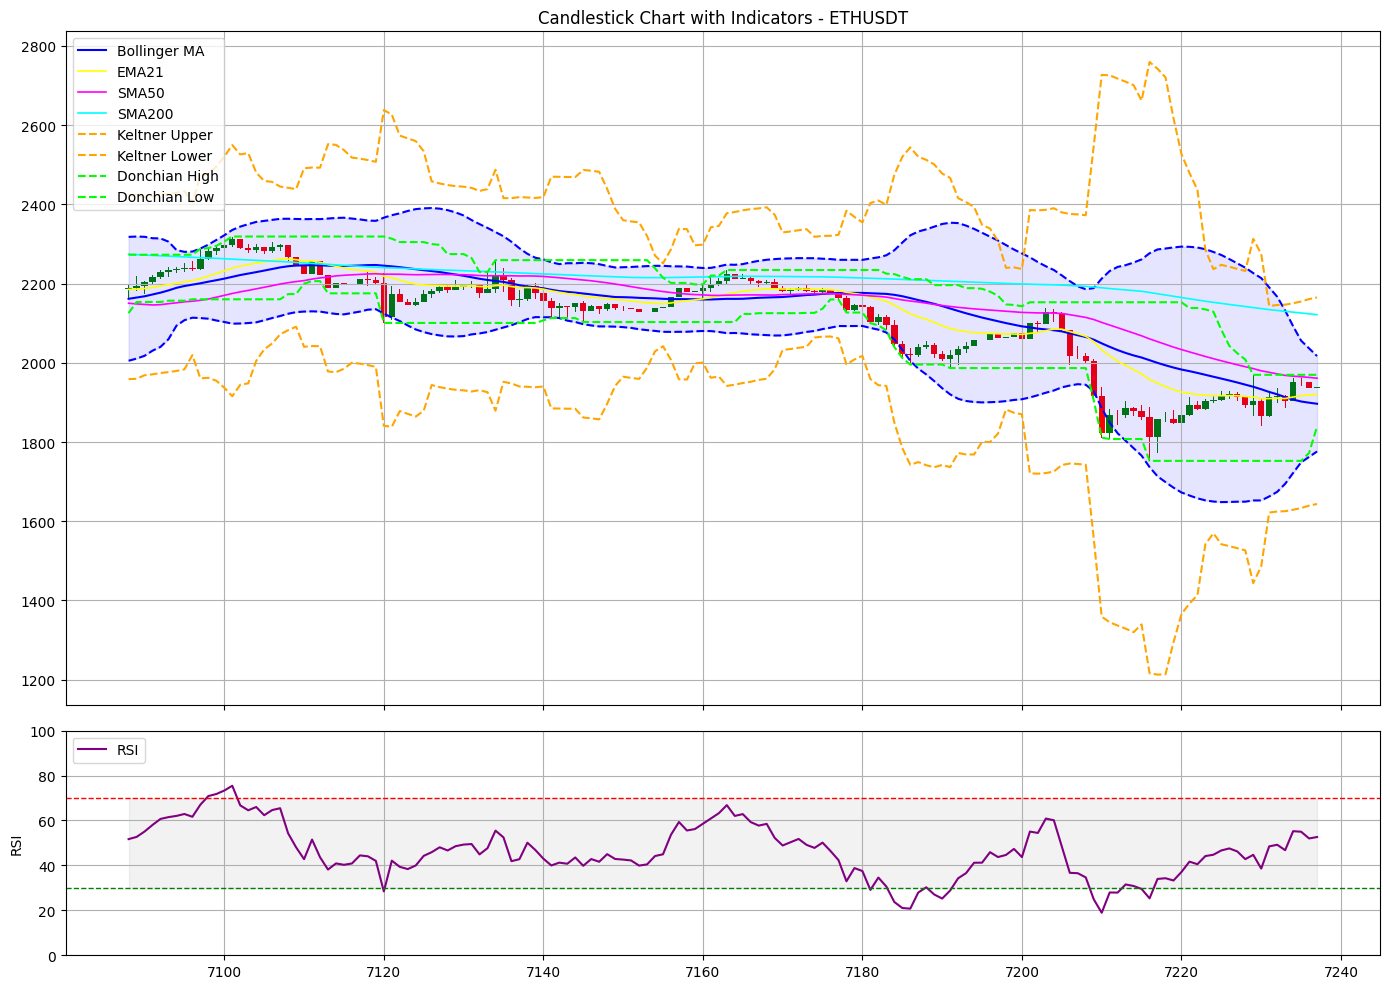 Candlestick Chart with Indicators - ETHUSDT
2800
2600
2400
2200
2000
1800
1600
1400
1200
Bollinger MA
EMA21
SMA50
SMA200
Keltner Upper
Keltner Lower
Donchian High
Donchian Low
100
80
60
40
20
0
RSI
RSI
7100
7120
7140
7160
7180
7200
7220
7240